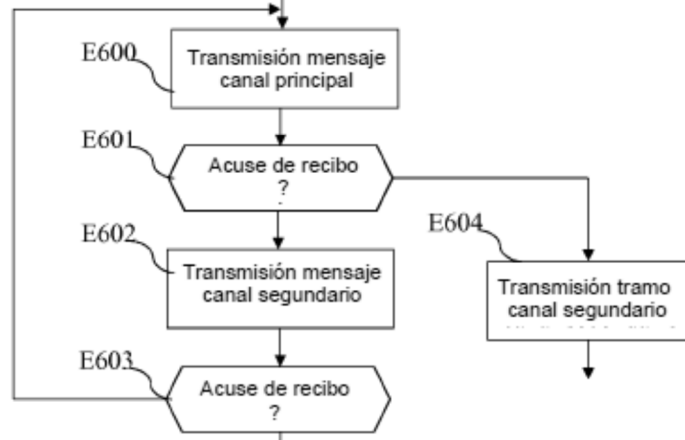 E600
Transmisión mensaje
canal principal
E601
Acuse de recibo
?
E602
Transmisión mensaje
canal segundario
E604
Transmisión tramo
canal segundario
E603
Acuse de recibo
?